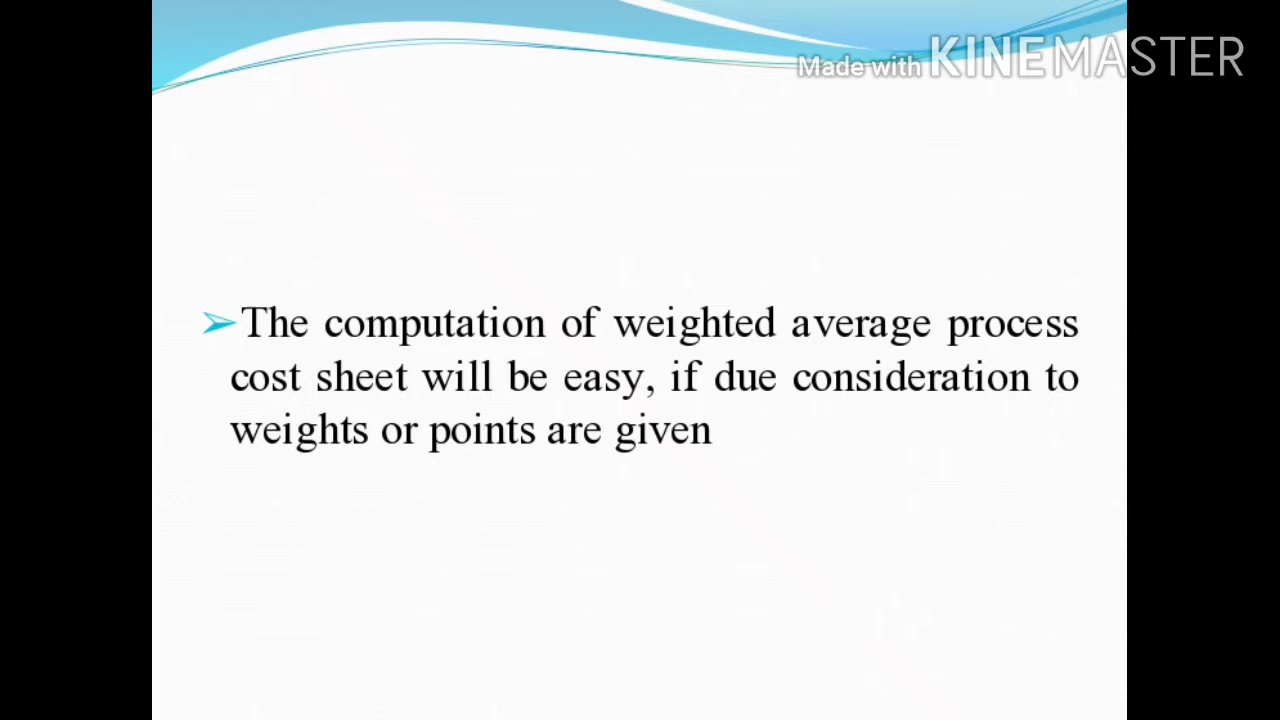 Made with KINEMASTER
➢The computation of weighted average process
cost sheet will be easy, if due consideration to
weights or points are given